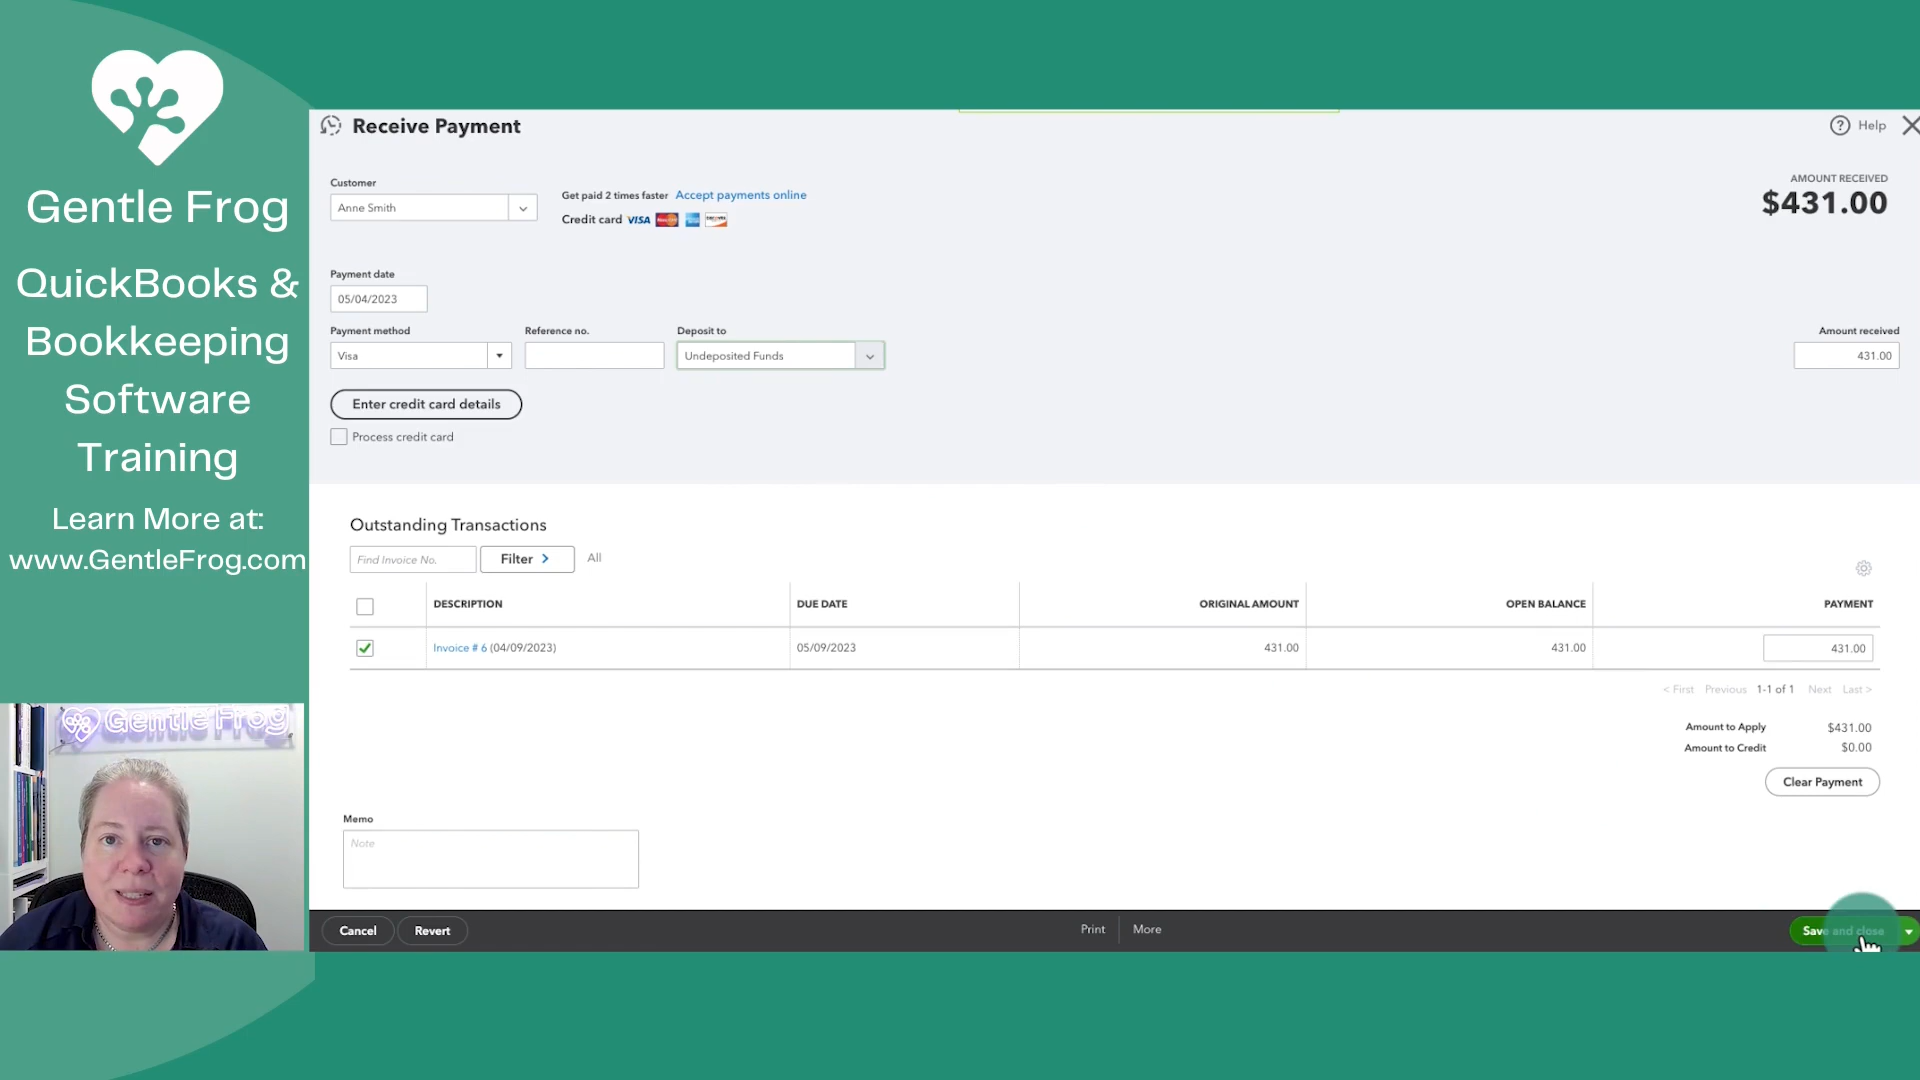 Gentle Frog
QuickBooks &
Bookkeeping
Software
Training
Learn More at:
www.GentleFrog.com
Gentle Frog
Receive Payment
Help
Customer
Anne Smith
Get paid 2 times faster Accept payments online
Credit card VISA
AMOUNT RECEIVED
$431.00
Payment date
05/04/2023
Payment method
Reference no.
Deposit to
Amount received
Visa
Undeposited Funds
431.00
Enter credit card details
Process credit card
Outstanding Transactions
Find Invoice No.
Filter >
All
DESCRIPTION DUE DATE ORIGINAL AMOUNT OPEN BALANCE PAYMENT
Invoice # 6 (04/09/2023) 05/09/2023 431.00 431.00 431.00
< First Previous 1-1 of 1 Next Last >
Amount to Apply $431.00
Amount to Credit $0.00
Clear Payment
Memo
Note
Cancel
Revert
Print
More
Save and close